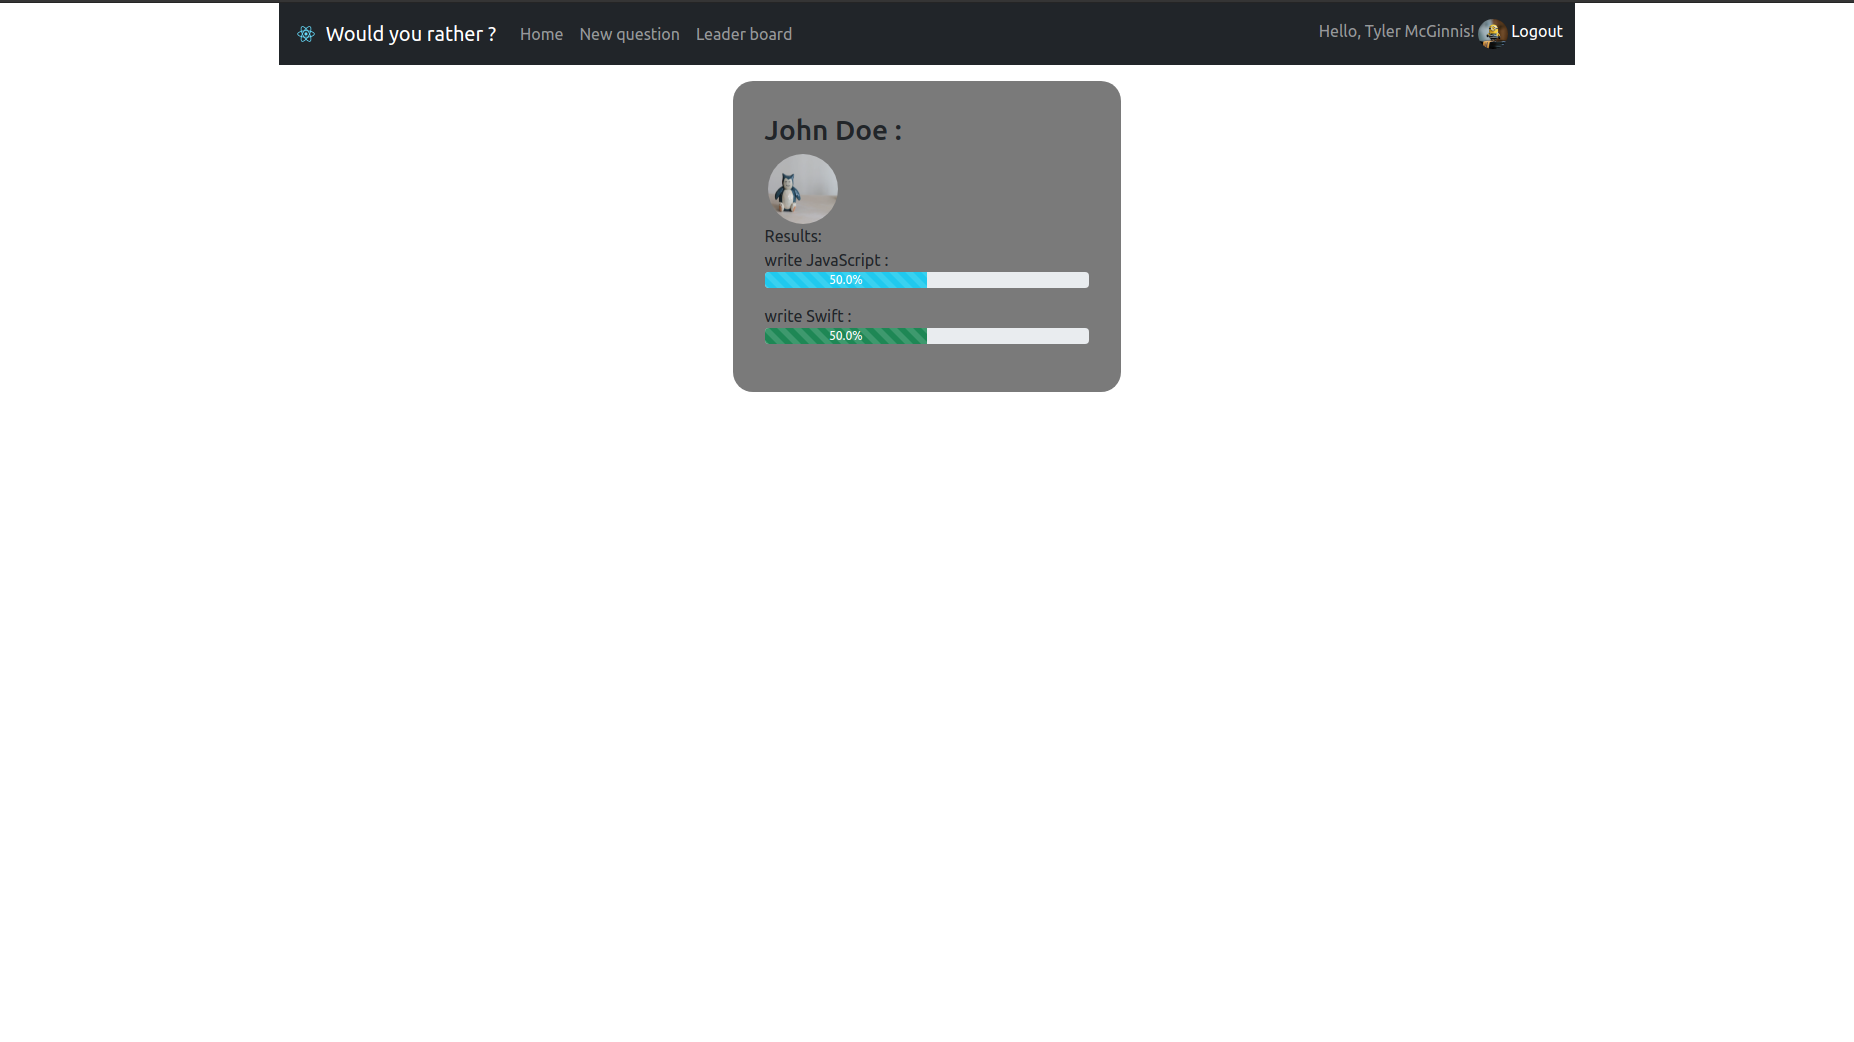 Would you rather ? Home New question Leader board Hello, Tyler McGinnis! Logout
John Doe :
Results:
write JavaScript :
50.0%
write Swift :
50.0%